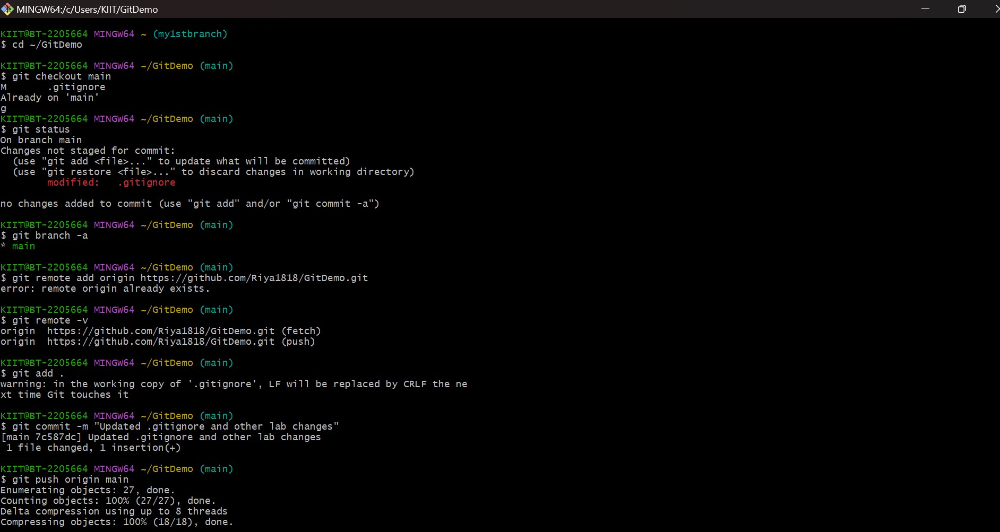 MINGW64:/c/Users/KIIT/GitDemo
KIIT@BT-2205664 MINGW64 ~ (my1stbranch)
$ cd ~/GitDemo
KIIT@BT-2205664 MINGW64 ~/GitDemo (main)
$ git checkout main
M       .gitignore
Already on 'main'
g
KIIT@BT-2205664 MINGW64 ~/GitDemo (main)
$ git status
On branch main
Changes not staged for commit:
  (use "git add <file>..." to update what will be committed)
  (use "git restore <file>..." to discard changes in working directory)
        modified:   .gitignore
no changes added to commit (use "git add" and/or "git commit -a")
KIIT@BT-2205664 MINGW64 ~/GitDemo (main)
$ git branch -a
* main
KIIT@BT-2205664 MINGW64 ~/GitDemo (main)
$ git remote add origin https://github.com/Riya1818/GitDemo.git
error: remote origin already exists.
KIIT@BT-2205664 MINGW64 ~/GitDemo (main)
$ git remote -v
origin  https://github.com/Riya1818/GitDemo.git (fetch)
origin  https://github.com/Riya1818/GitDemo.git (push)
KIIT@BT-2205664 MINGW64 ~/GitDemo (main)
$ git add .
warning: in the working copy of '.gitignore', LF will be replaced by CRLF the ne
xt time Git touches it
KIIT@BT-2205664 MINGW64 ~/GitDemo (main)
$ git commit -m "Updated .gitignore and other lab changes"
[main 7c587dc] Updated .gitignore and other lab changes
 1 file changed, 1 insertion(+)
KIIT@BT-2205664 MINGW64 ~/GitDemo (main)
$ git push origin main
Enumerating objects: 27, done.
Counting objects: 100% (27/27), done.
Delta compression using up to 8 threads
Compressing objects: 100% (18/18), done.